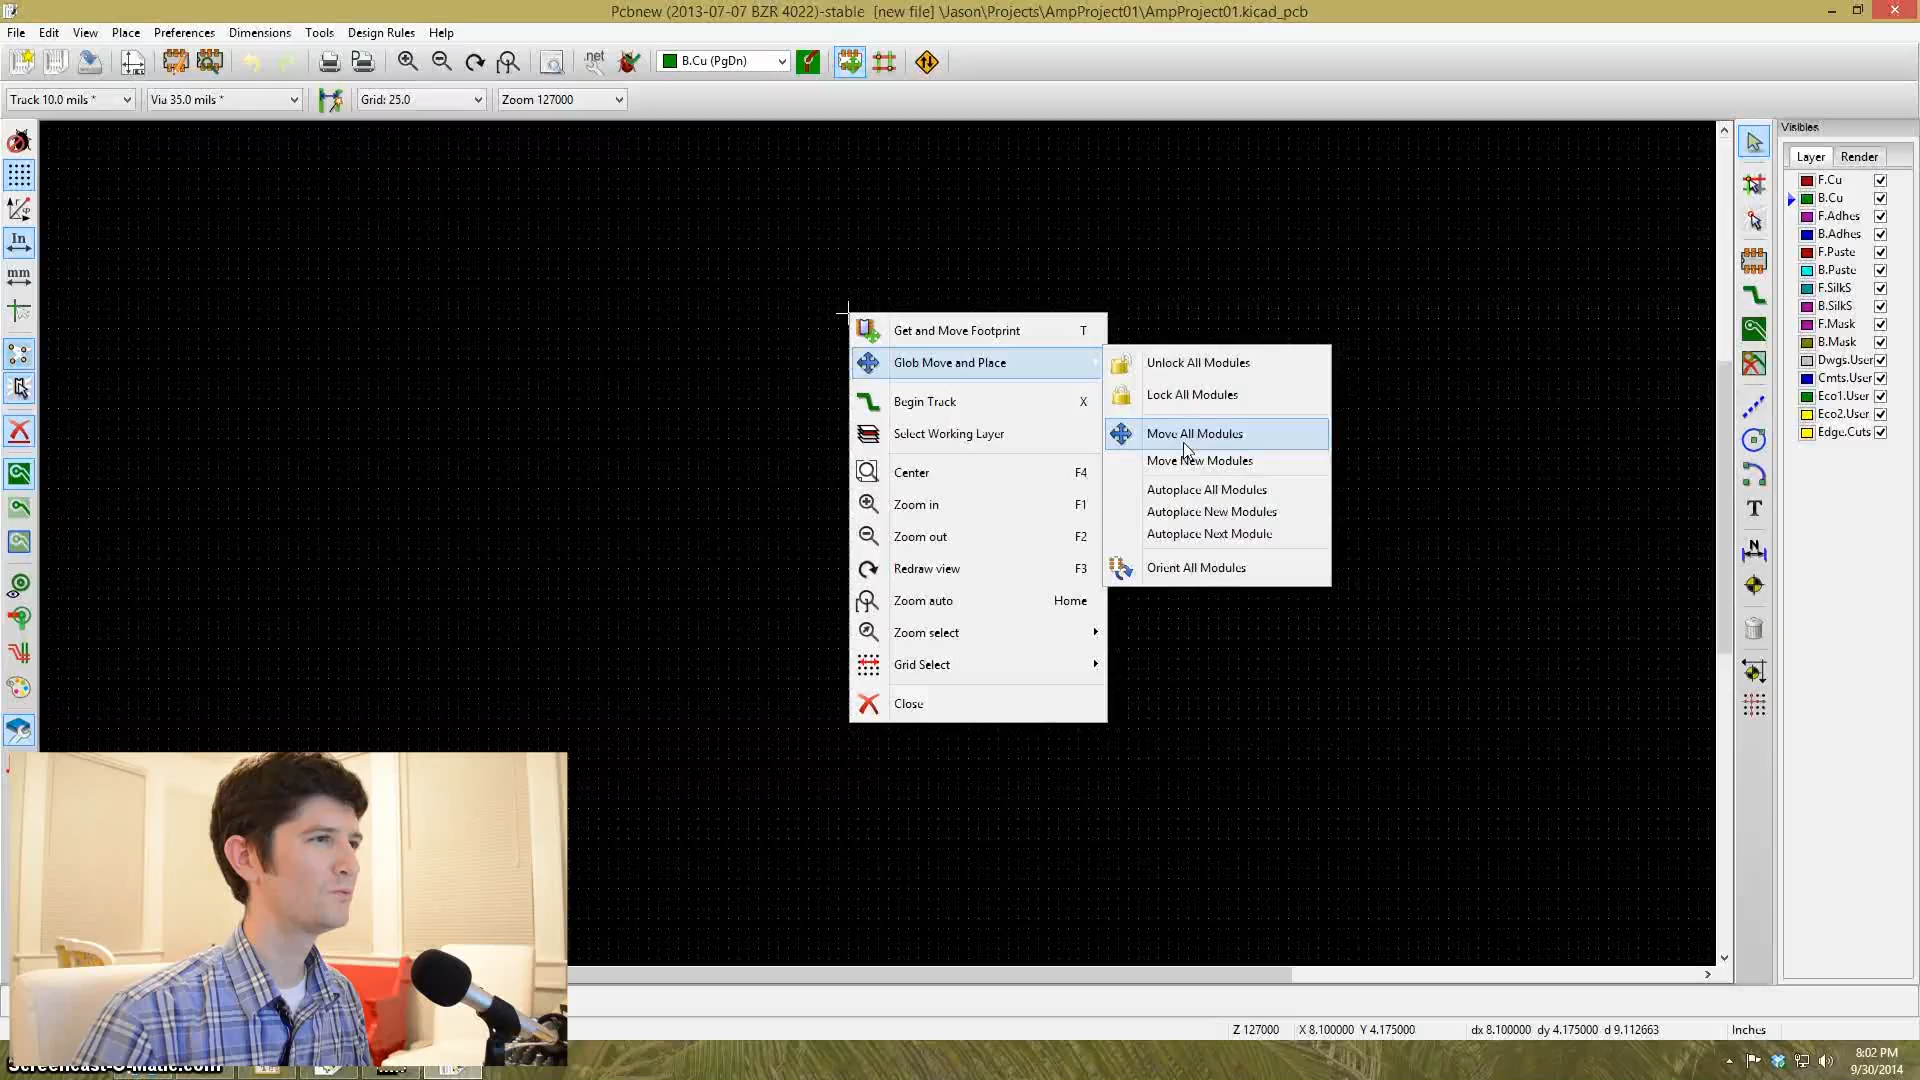 Pcbnew (2013-07-07 BZR 4022)-stable [new file] \Jason\Projects\AmpProject01\AmpProject01.kicad_pcb
File Edit View Place Preferences Dimensions Tools Design Rules Help
.net B.Cu (PgDn)
Track 10.0 mils * Via 35.0 mils * Grid: 25.0 Zoom 127000
Visibles
Layer Render
F.Cu
B.Cu
F.Adhes
B.Adhes
F.Paste
B.Paste
F.SilkS
B.SilkS
F.Mask
B.Mask
Dwgs.User
Cmts.User
Eco1.User
Eco2.User
Edge.Cuts
In
mm
T
N
Get and Move Footprint T
Glob Move and Place
Begin Track X
Select Working Layer
Center F4
Zoom in F1
Zoom out F2
Redraw view F3
Zoom auto Home
Zoom select
Grid Select
Close
Unlock All Modules
Lock All Modules
Move All Modules
Move New Modules
Autoplace All Modules
Autoplace New Modules
Autoplace Next Module
Orient All Modules
Z 127000 X 8.100000 Y 4.175000 dx 8.100000 dy 4.175000 d 9.112663 Inches
Screencast-O-Matic.com
8:02 PM
9/30/2014